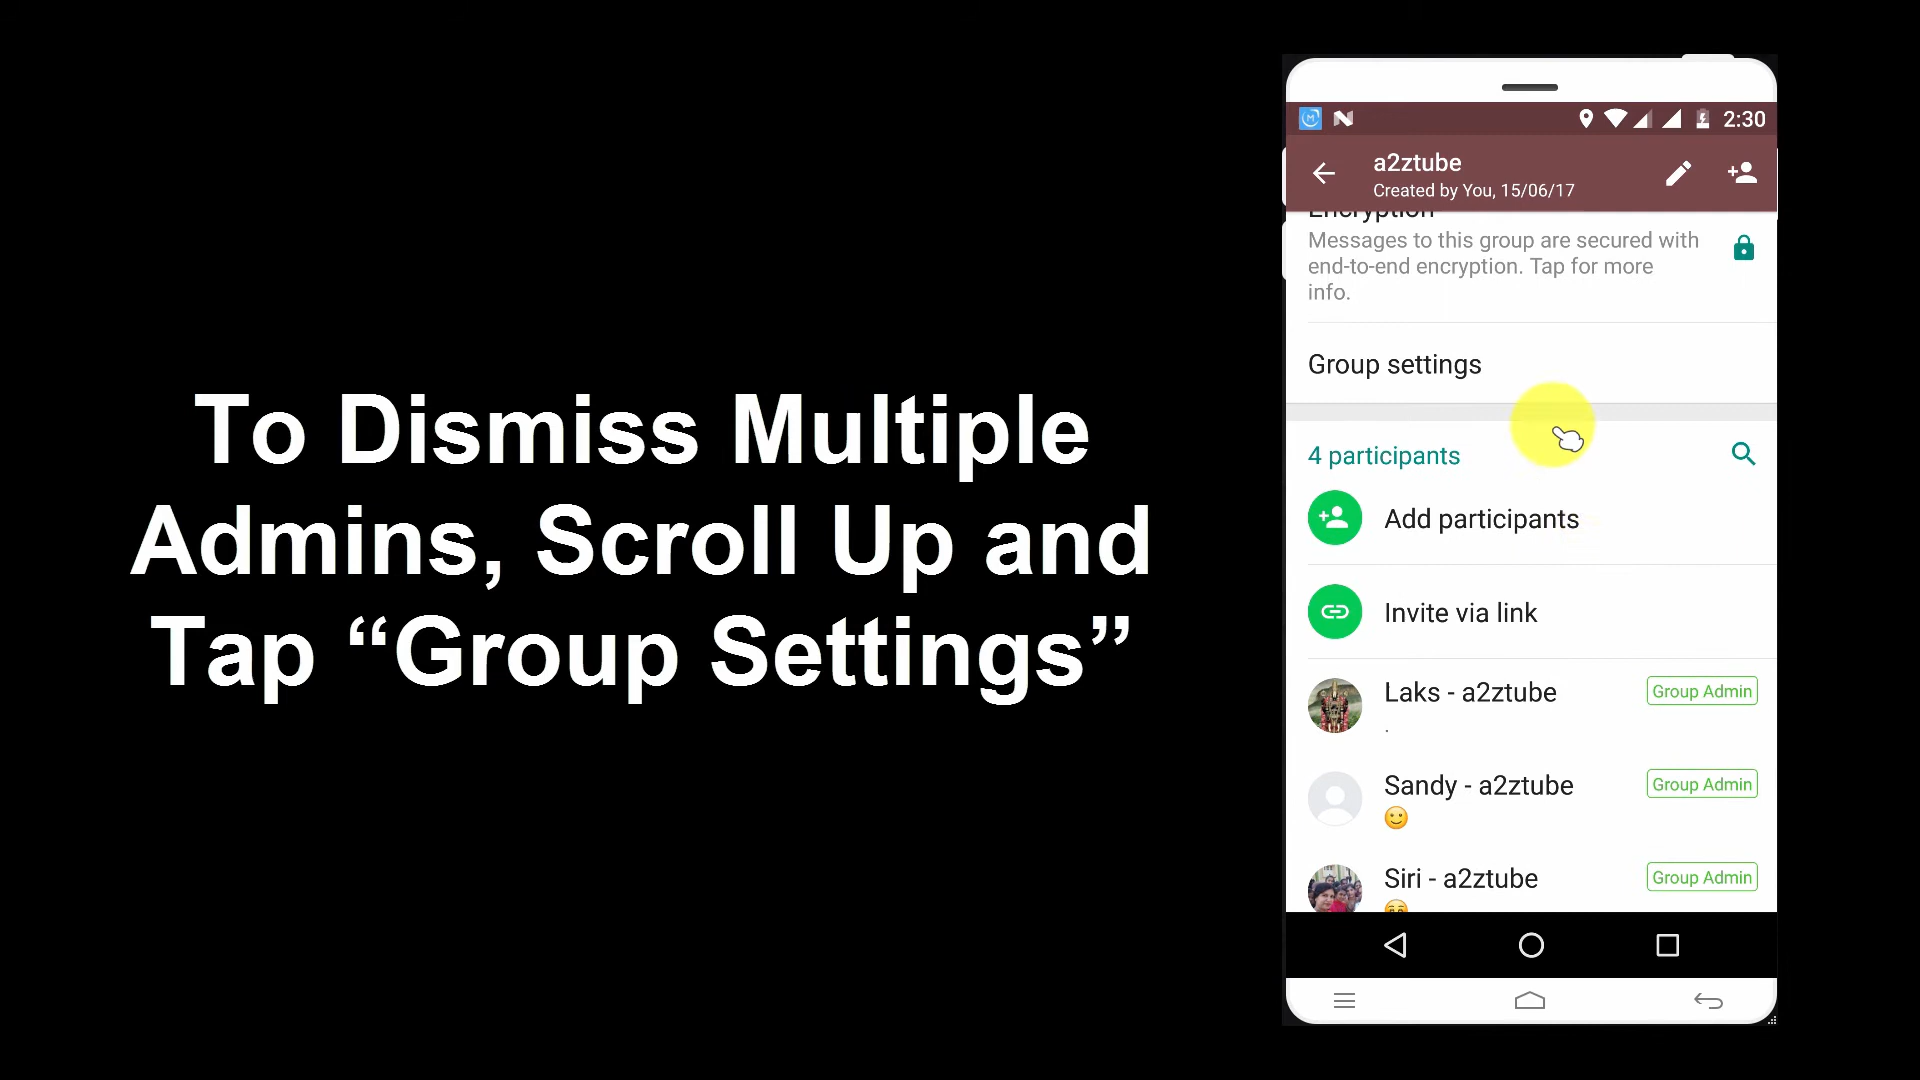 To Dismiss Multiple
Admins, Scroll Up and
Tap “Group Settings”
2:30
a2ztube
Created by You, 15/06/17
Encryption
Messages to this group are secured with
end-to-end encryption. Tap for more
info.
Group settings
4 participants
Add participants
Invite via link
Laks - a2ztube Group Admin
.
Sandy - a2ztube Group Admin
Siri - a2ztube Group Admin